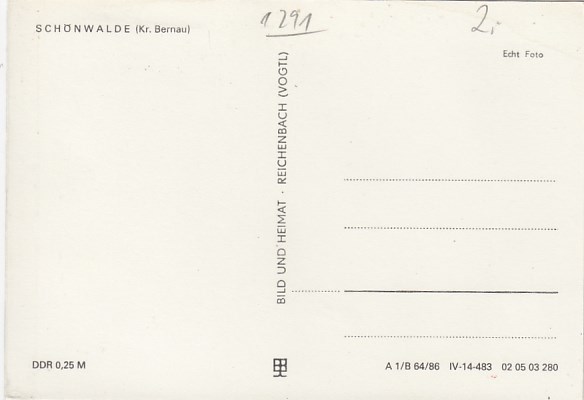 1291
2,-
SCHÖNWALDE (Kr. Bernau)
Echt Foto
BILD UND HEIMAT · REICHENBACH (VOGTL)
DDR 0,25 M
A 1/B 64/86 IV-14-483 02 05 03 280